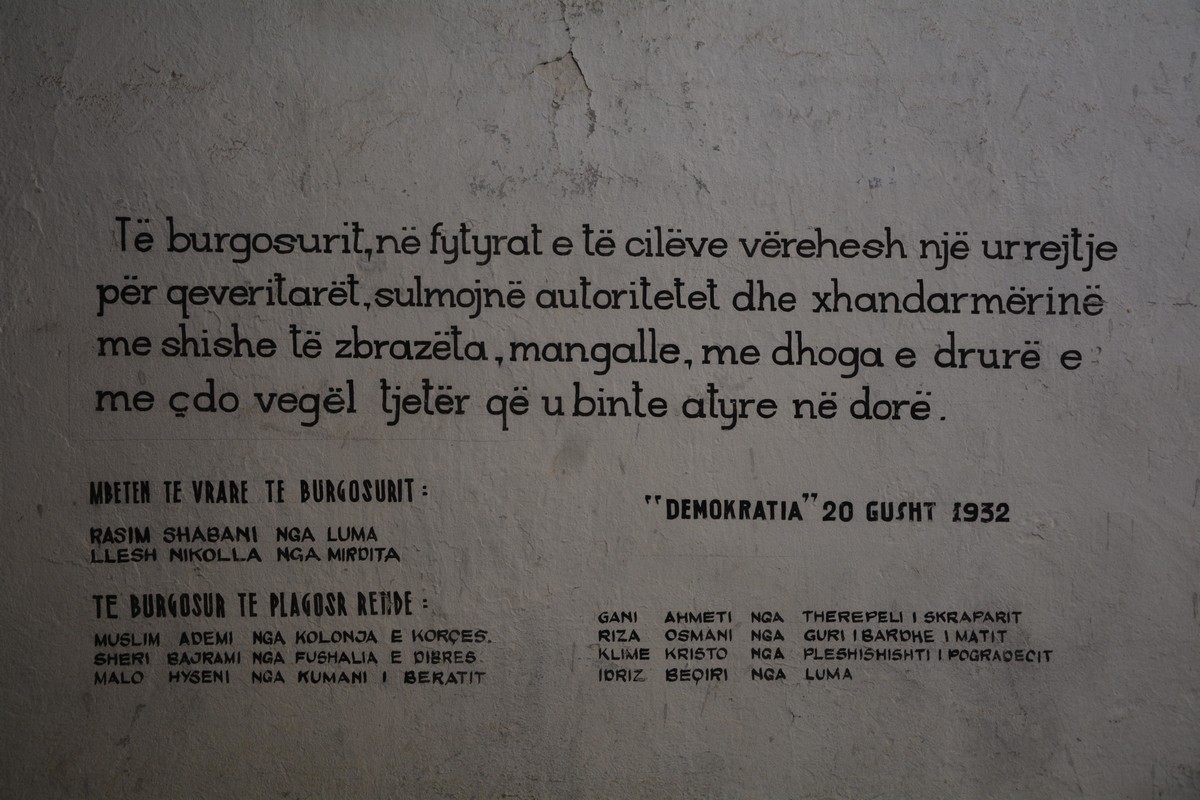 Të burgosurit, në fytyrat e të cilëve vërehesh një urrejtje
për qeveritarët, sulmojnë autoritetet dhe xhandarmërinë
me shishe të zbrazëta, mangalle, me dhoga e drurë e
me çdo vegël tjetër që u binte atyre në dorë.
MBETEN TE VRARE TE BURGOSURIT:
"DEMOKRATIA" 20 GUSHT 1932
RASIM SHABANI NGA LUMA
LLESH NIKOLLA NGA MIRDITA
TE BURGOSUR TE PLAGOSR RENDE:
MUSLIM ADEMI NGA KOLONJA E KORÇES.
SHERI BAJRAMI NGA FUSHALIA E DIBRES.
MALO HYSENI NGA KUMANI I BERATIT
GANI AHMETI NGA THEREPELI I SKRAPARIT
RIZA OSMANI NGA GURI I BARDHE I MATIT
KLIME KRISTO NGA PLESHISHISHTI I POGRADECIT
IDRIZ BEQIRI NGA LUMA